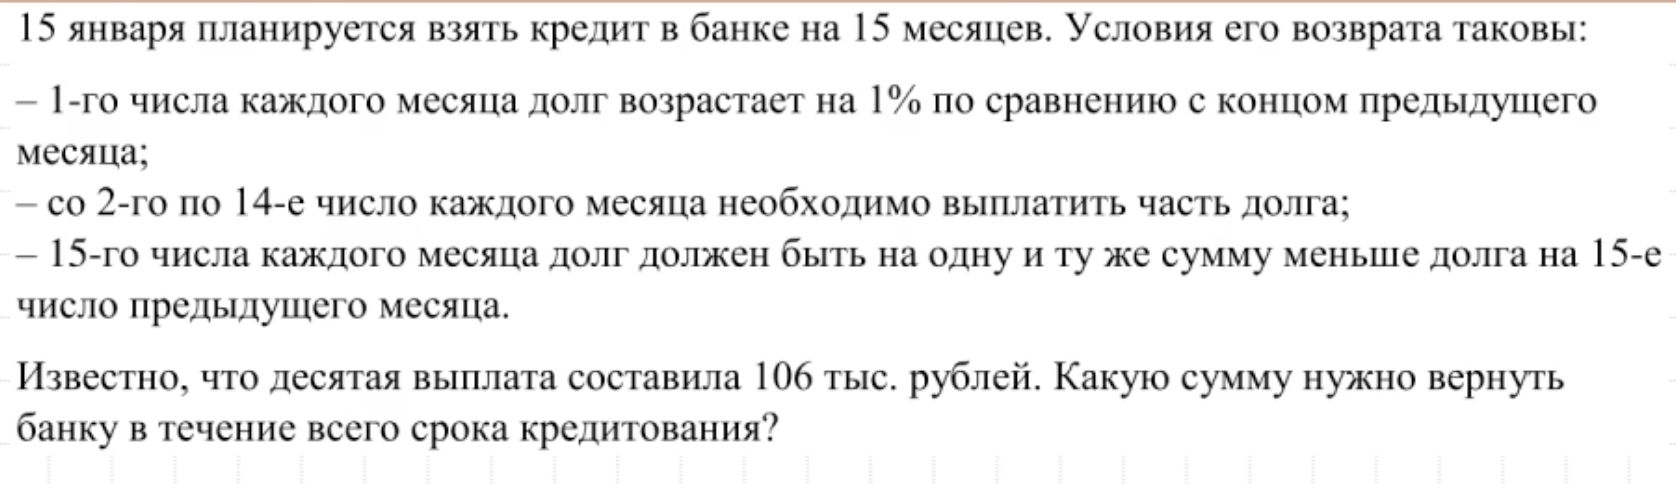 15 января планируется взять кредит в банке на 15 месяцев. Условия его возврата таковы:
– 1-го числа каждого месяца долг возрастает на 1% по сравнению с концом предыдущего
месяца;
– со 2-го по 14-е число каждого месяца необходимо выплатить часть долга;
– 15-го числа каждого месяца долг должен быть на одну и ту же сумму меньше долга на 15-е
число предыдущего месяца.
Известно, что десятая выплата составила 106 тыс. рублей. Какую сумму нужно вернуть
банку в течение всего срока кредитования?